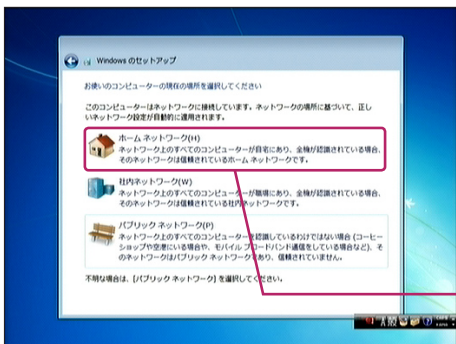 Windows のセットアップ
お使いのコンピューターの現在の場所を選択してください
このコンピューターはネットワークに接続しています。ネットワークの場所に基づいて、正し
いネットワーク設定が自動的に適用されます。
ホーム ネットワーク(H)
ネットワーク上のすべてのコンピューターが自宅にあり、全機が認識されている場合、
そのネットワークは信頼されているホーム ネットワークです。
社内ネットワーク(W)
ネットワーク上のすべてのコンピューターが職場にあり、全機が認識されている場合、
そのネットワークは信頼されている社内ネットワークです。
パブリック ネットワーク(P)
ネットワーク上のすべてのコンピューターを認識しているわけではない場合 (コーヒー
ショップや空港にいる場合や、モバイル ブロードバンド通信をしている場合など)、そ
のネットワークはパブリック ネットワークであり、信頼されていません。
不明な場合は、[パブリック ネットワーク] を選択してください。
A 般